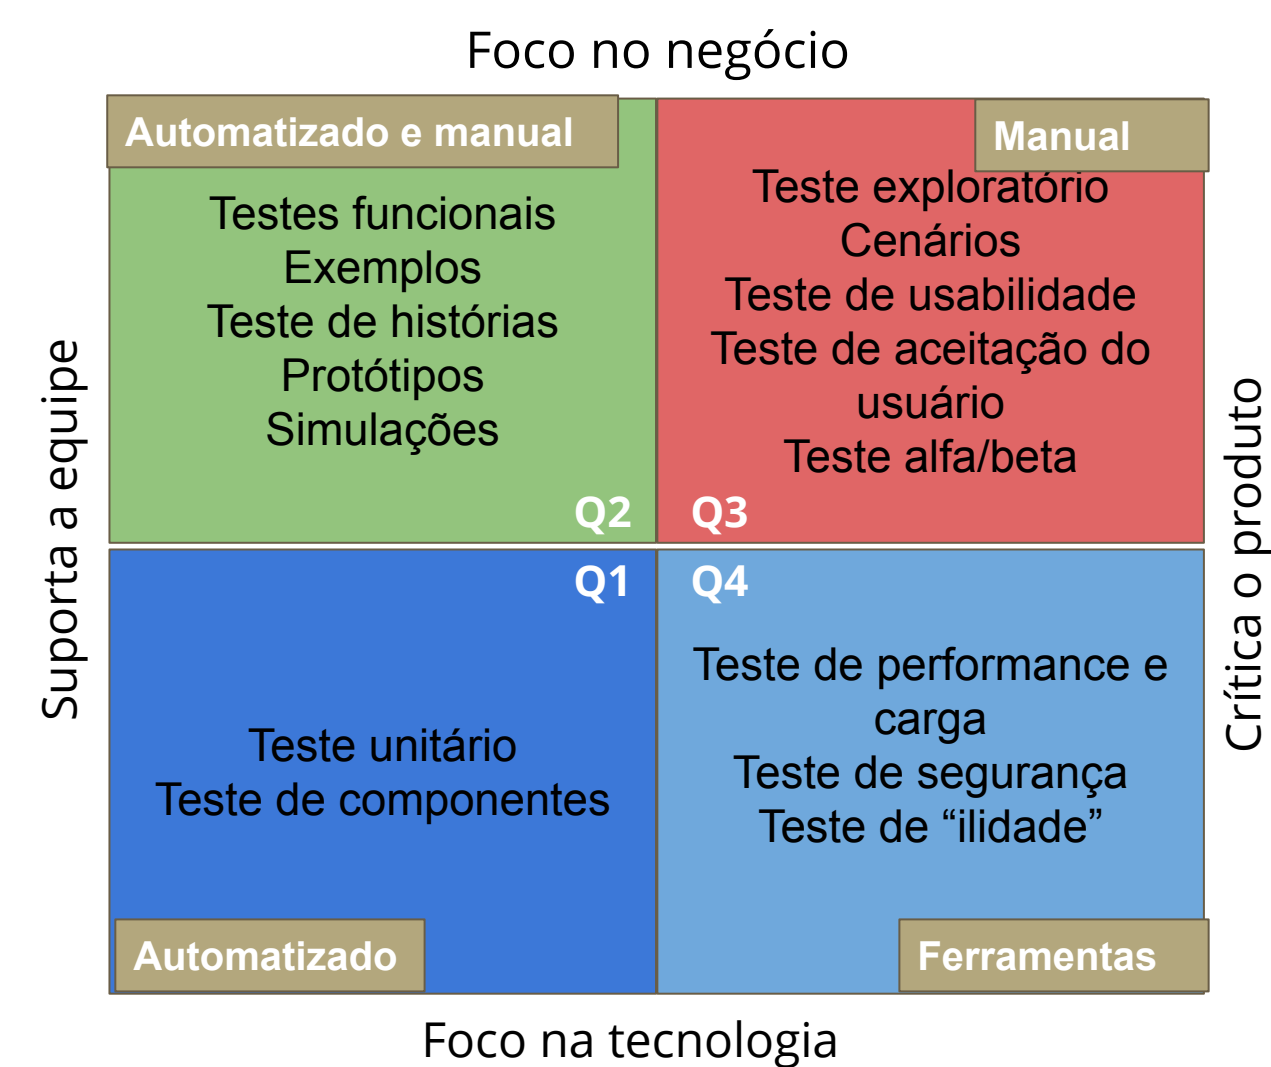 Foco no negócio
Automatizado e manual
Testes funcionais
Exemplos
Teste de histórias
Protótipos
Simulações
Q2
Manual
Teste exploratório
Cenários
Teste de usabilidade
Teste de aceitação do
usuário
Teste alfa/beta
Q3
Suporta a equipe
Crítica o produto
Q1
Teste unitário
Teste de componentes
Automatizado
Q4
Teste de performance e
carga
Teste de segurança
Teste de “ilidade”
Ferramentas
Foco na tecnologia